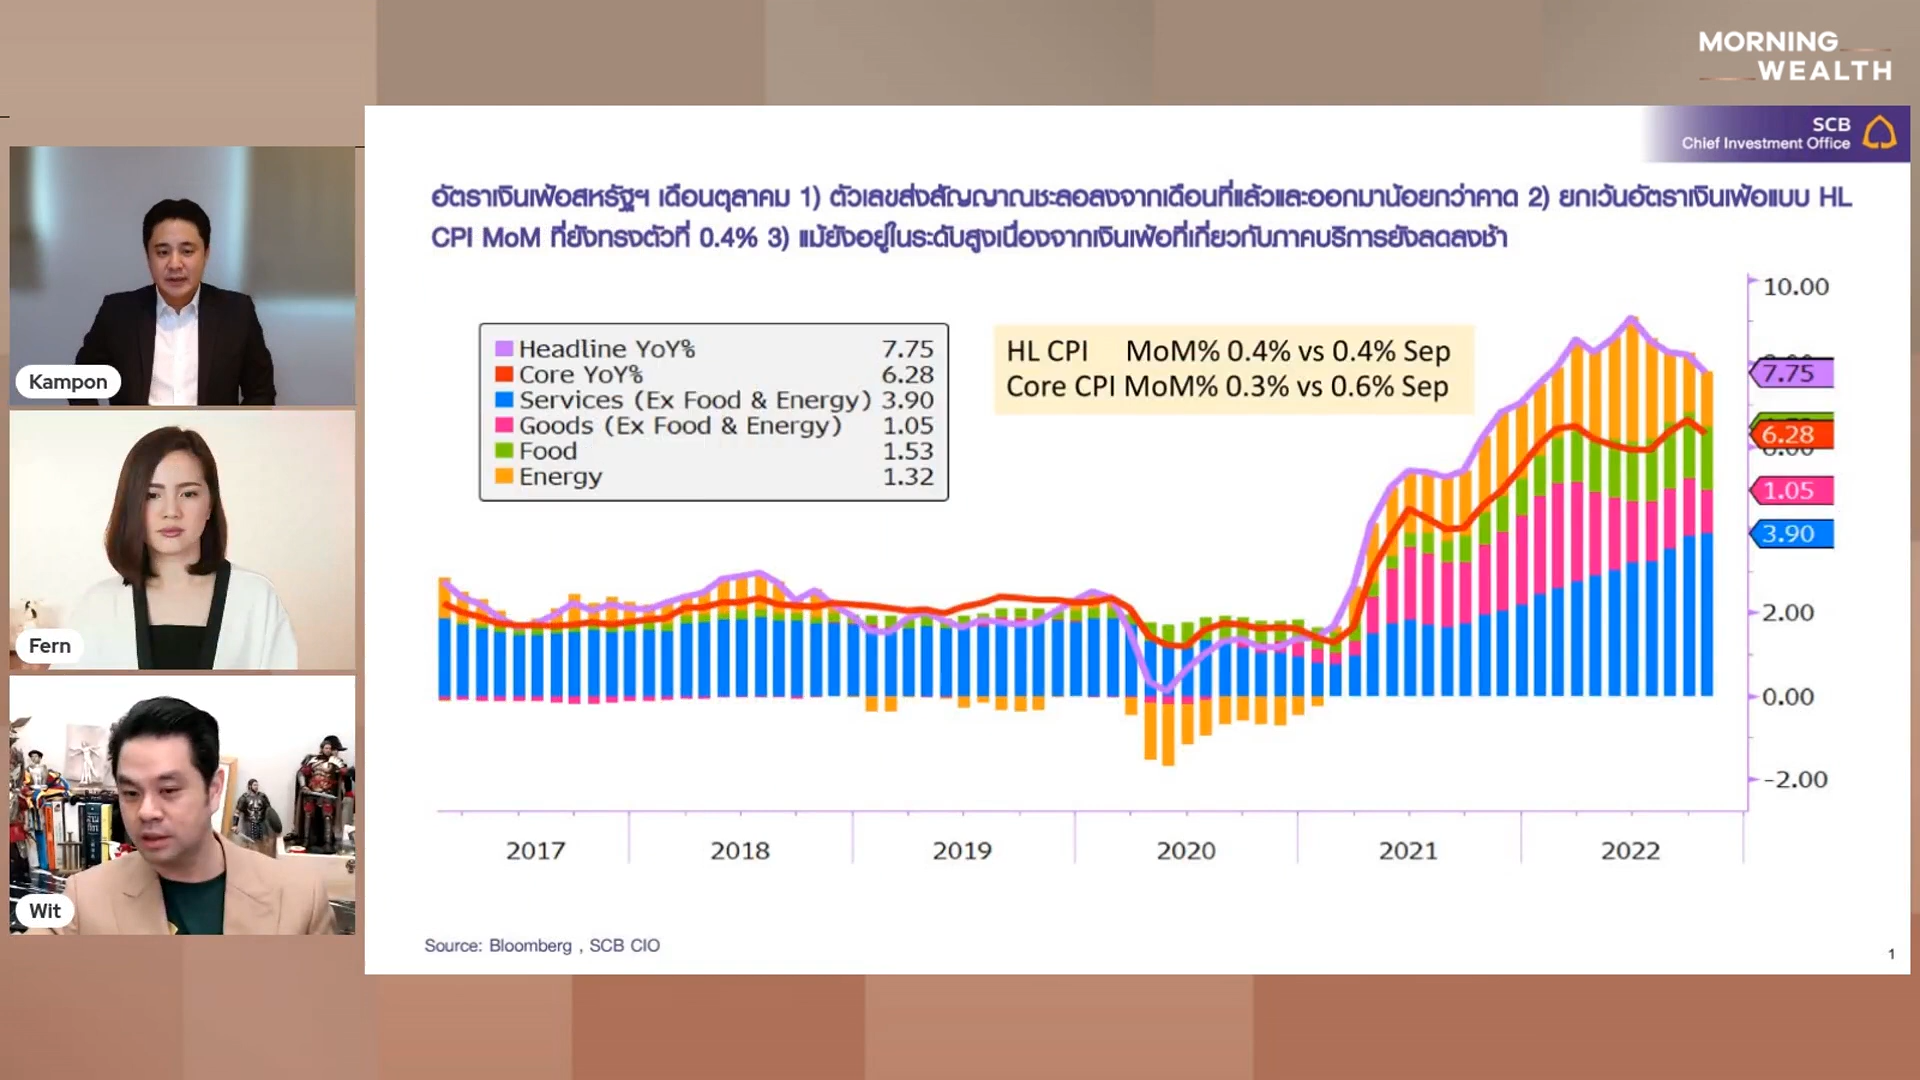 MORNING
WEALTH
SCB
Chief Investment Office
อัตราเงินเฟ้อสหรัฐฯ เดือนตุลาคม 1) ตัวเลขส่งสัญญาณชะลอลงจากเดือนที่แล้วและออกมาน้อยกว่าคาด 2) ยกเว้นอัตราเงินเฟ้อแบบ HL
CPI MoM ที่ยังทรงตัวที่ 0.4% 3) แม้ยังอยู่ในระดับสูงเนื่องจากเงินเฟ้อที่เกี่ยวกับภาคบริการยังลดลงช้า
Headline YoY% 7.75
Core YoY% 6.28
Services (Ex Food & Energy) 3.90
Goods (Ex Food & Energy) 1.05
Food 1.53
Energy 1.32
HL CPI MoM% 0.4% vs 0.4% Sep
Core CPI MoM% 0.3% vs 0.6% Sep
10.00
7.75
6.28
1.05
3.90
2.00
0.00
-2.00
2017 2018 2019 2020 2021 2022
Source: Bloomberg , SCB CIO
1
Kampon
Fern
Wit